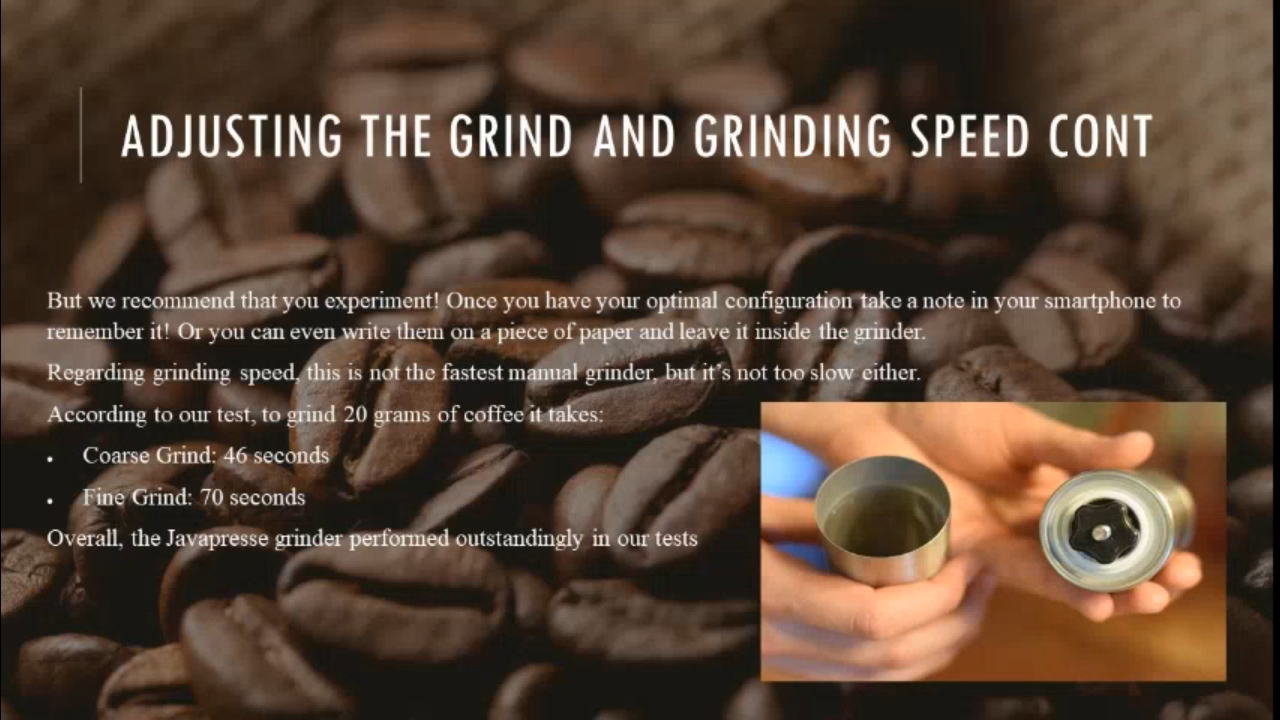 ADJUSTING THE GRIND AND GRINDING SPEED CONT
But we recommend that you experiment! Once you have your optimal configuration take a note in your smartphone to
remember it! Or you can even write them on a piece of paper and leave it inside the grinder.
Regarding grinding speed, this is not the fastest manual grinder, but it’s not too slow either.
According to our test, to grind 20 grams of coffee it takes:
• Coarse Grind: 46 seconds
• Fine Grind: 70 seconds
Overall, the Javapresse grinder performed outstandingly in our tests